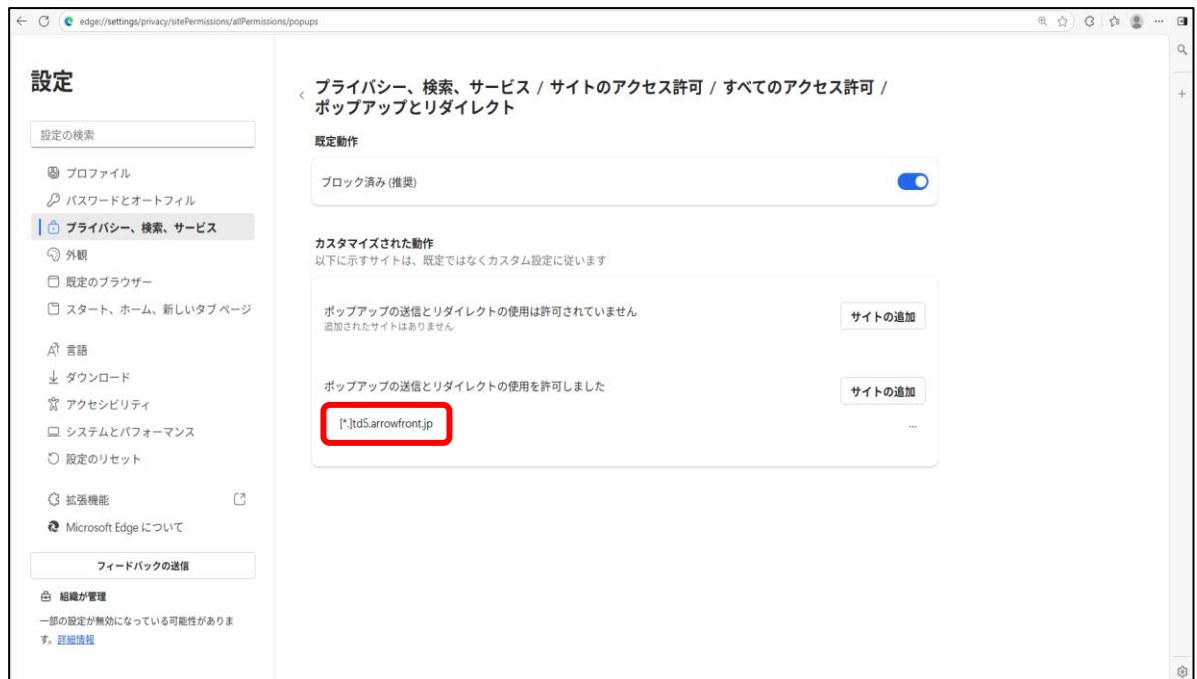 edge://settings/privacy/sitePermissions/allPermissions/popups
設定
設定の検索
プロファイル
パスワードとオートフィル
プライバシー、検索、サービス
外観
既定のブラウザー
スタート、ホーム、新しいタブ ページ
言語
ダウンロード
アクセシビリティ
システムとパフォーマンス
設定のリセット
拡張機能
Microsoft Edge について
フィードバックの送信
組織が管理
一部の設定が無効になっている可能性がありま
す。詳細情報
プライバシー、検索、サービス / サイトのアクセス許可 / すべてのアクセス許可 /
ポップアップとリダイレクト
既定動作
ブロック済み (推奨)
カスタマイズされた動作
以下に示すサイトは、既定ではなくカスタム設定に従います
ポップアップの送信とリダイレクトの使用は許可されていません
追加されたサイトはありません
サイトの追加
ポップアップの送信とリダイレクトの使用を許可しました
サイトの追加
[*.]td5.arrowfront.jp